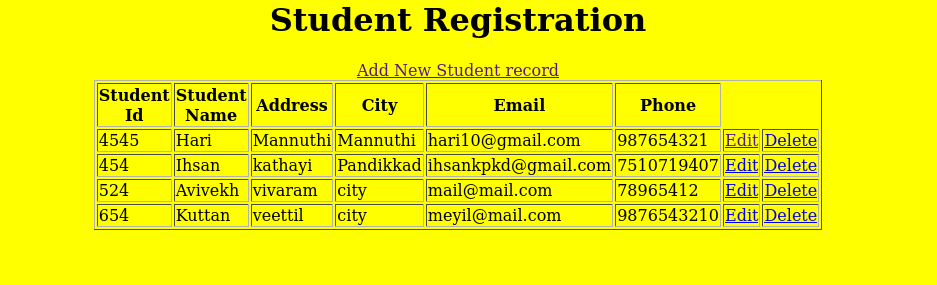 Student Registration
Add New Student record
Student Id Student Name Address City Email Phone
4545 Hari Mannuthi Mannuthi hari10@gmail.com 987654321 Edit Delete
454 Ihsan kathayi Pandikkad ihsankpkd@gmail.com 7510719407 Edit Delete
524 Avivekh vivaram city mail@mail.com 78965412 Edit Delete
654 Kuttan veettil city meyil@mail.com 9876543210 Edit Delete